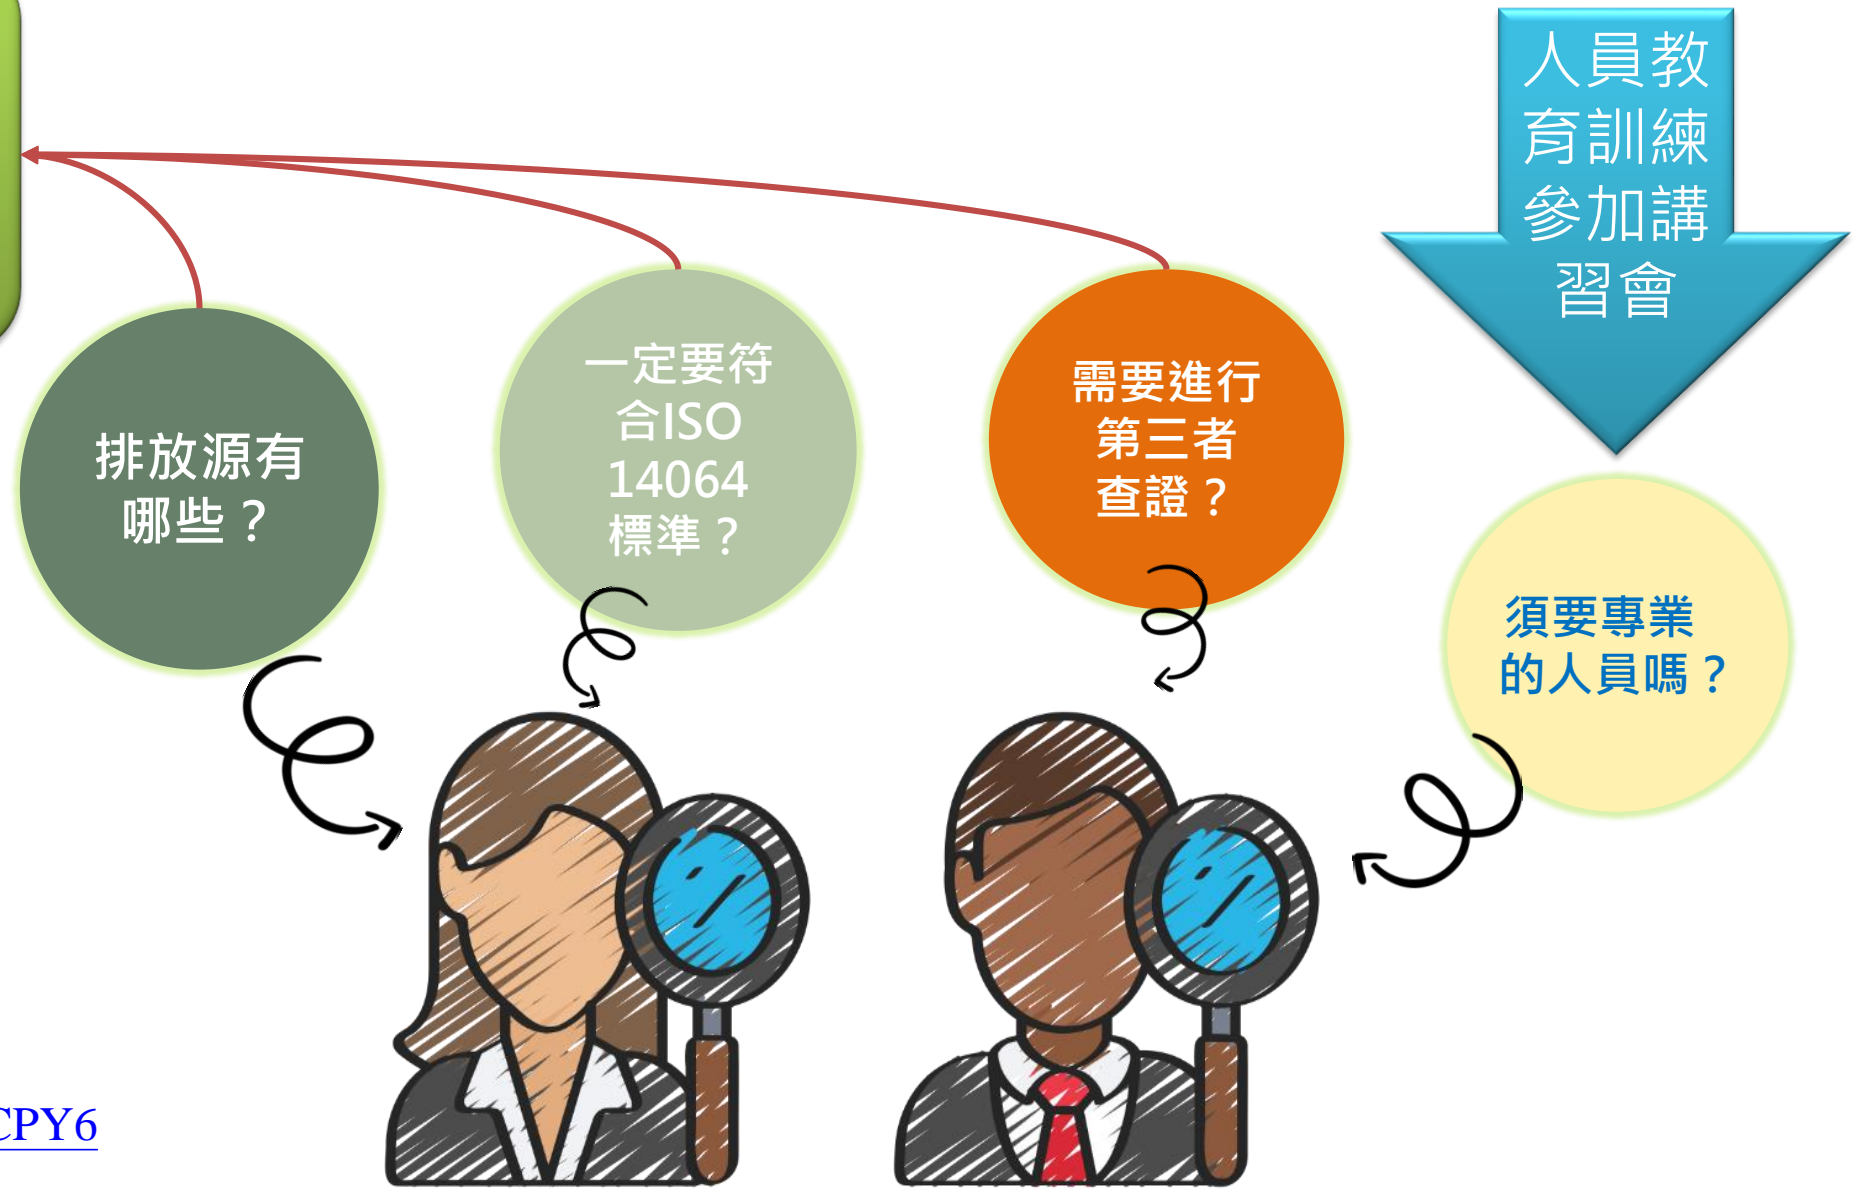 人員教
育訓練
參加講
習會
排放源有
哪些？
一定要符
合ISO
14064
標準？
需要進行
第三者
查證？
須要專業
的人員嗎？
CPY6